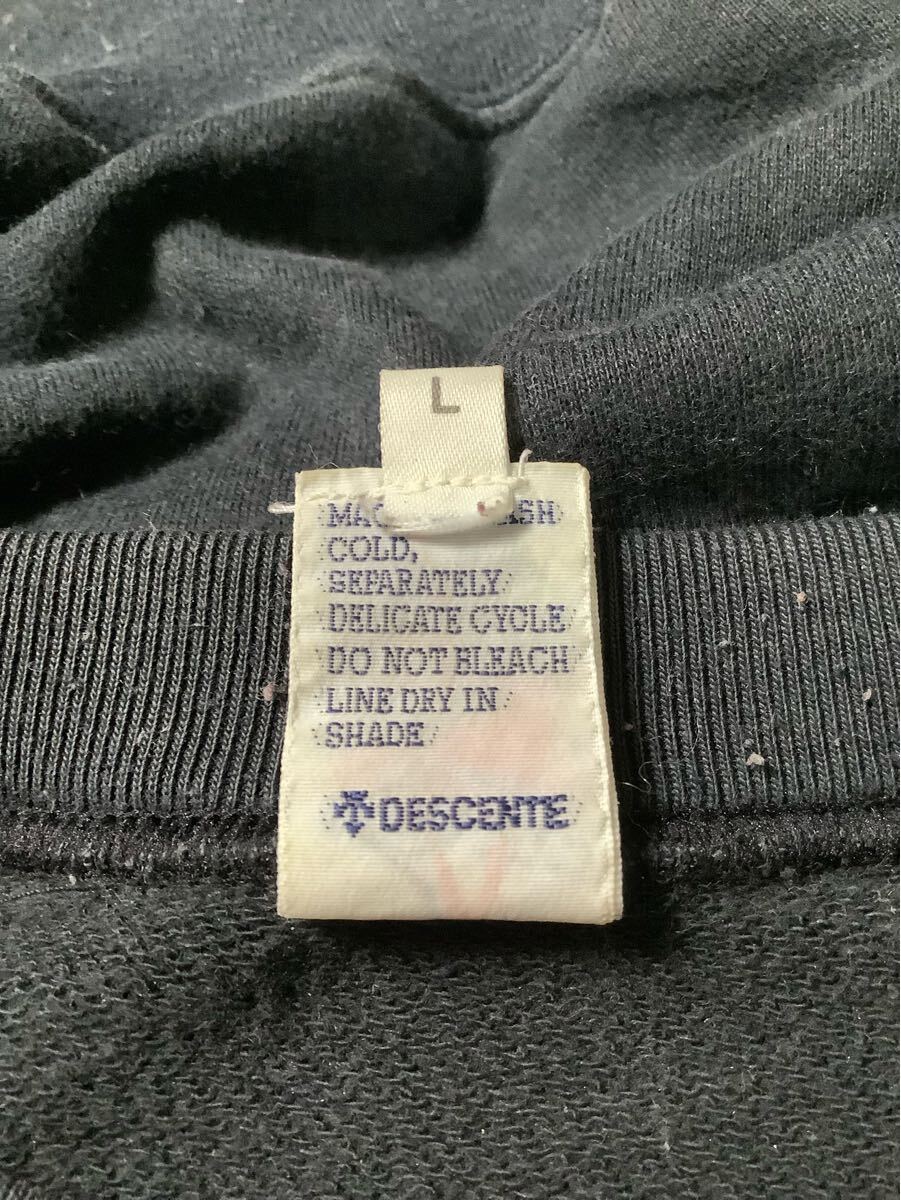 L
COLD,
SEPARATELY
DELICATE CYCLE
DO NOT BLEACH
LINE DRY IN
SHADE
DESCENTE